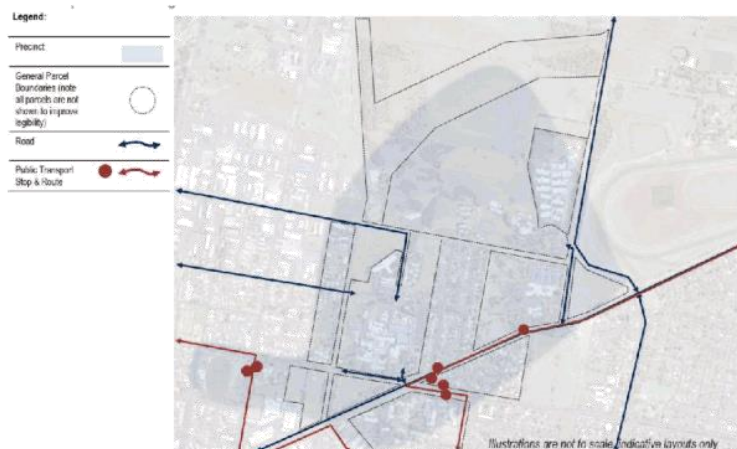 Legend:
Precinct
General Parcel
Boundaries (note
all parcels are not
shown to improve
legibility)
Road
Public Transport
Stop & Route
Illustrations are not to scale, indicative layouts only